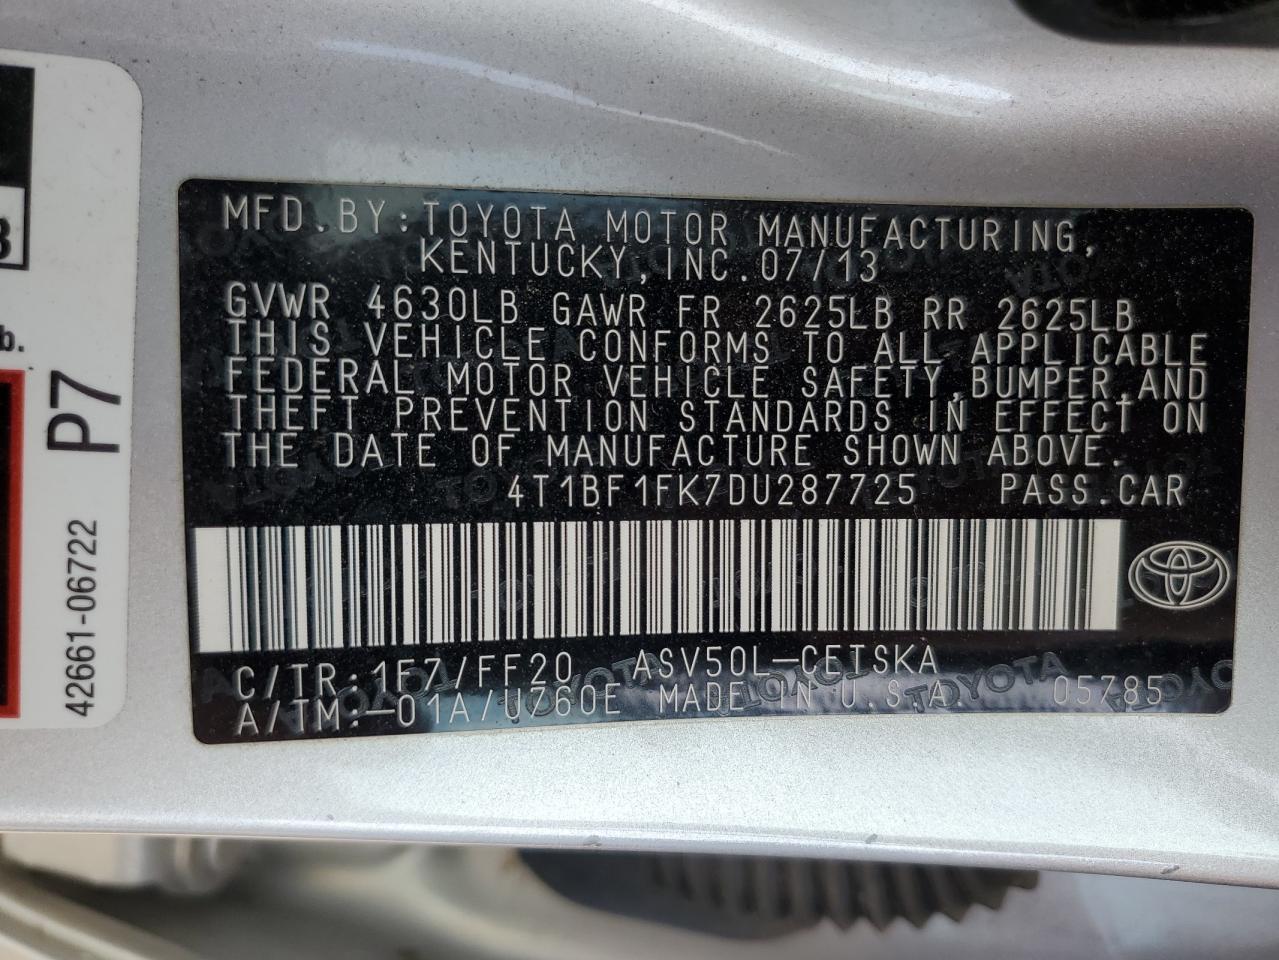 MFD.BY:TOYOTA MOTOR MANUFACTURING,
KENTUCKY,INC.07/13
GVWR 4630LB GAWR FR 2625LB RR 2625LB
THIS VEHICLE CONFORMS TO ALL APPLICABLE
FEDERAL MOTOR VEHICLE SAFETY,BUMPER,AND
THEFT PREVENTION STANDARDS IN EFFECT ON
THE DATE OF MANUFACTURE SHOWN ABOVE.
4T1BF1FK7DU287725 PASS.CAR
C/TR:1F7/FF20 ASV50L-CETSKA
A/TM:-01A/U760E MADE IN U.S.A. 05785
P7
42661-06722
b.
TOYOTA